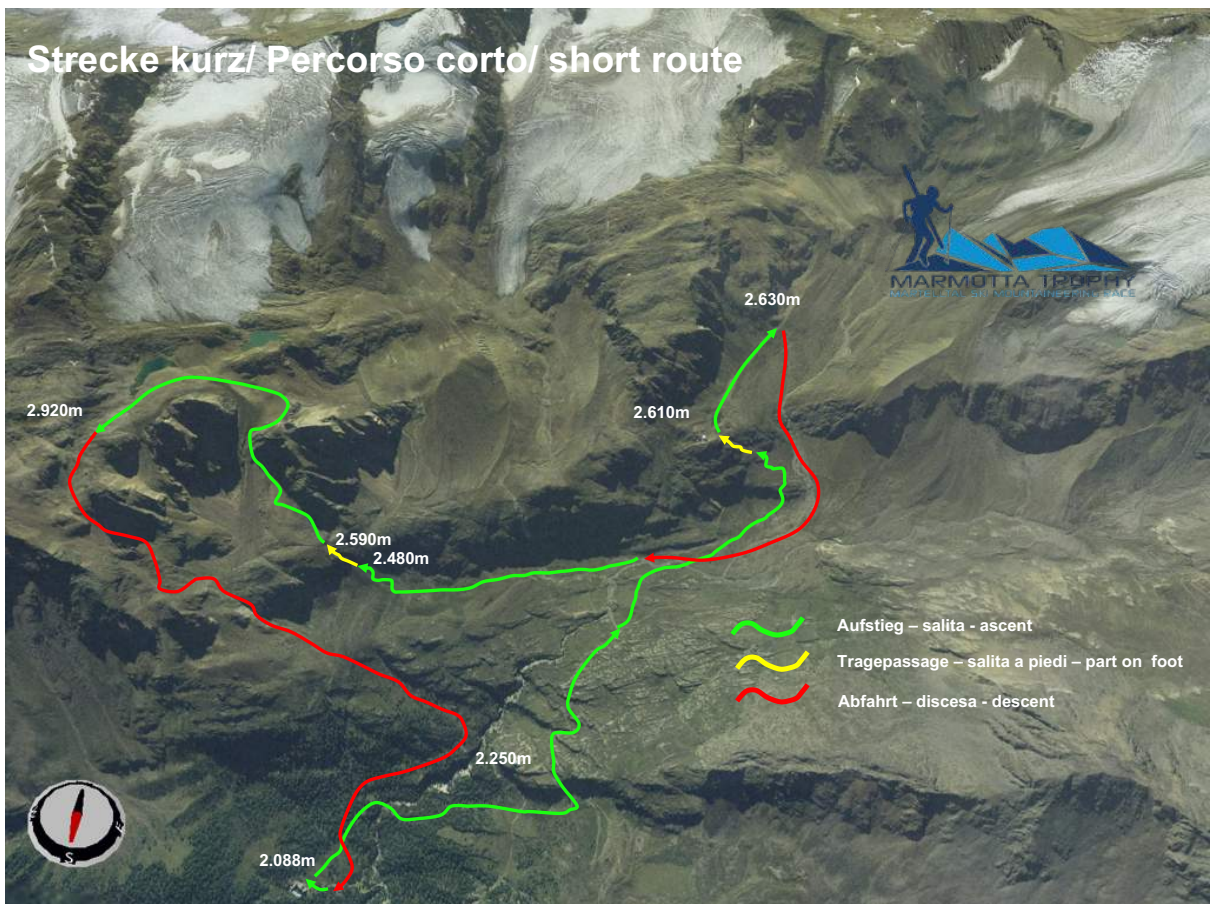 Strecke kurz/ Percorso corto/ short route
MARMOTTA TROPHY
2.630m
2.920m
2.610m
2.590m
2.480m
Aufstieg – salita - ascent
Tragepassage – salita a piedi – part on foot
Abfahrt – discesa - descent
2.250m
2.088m
S